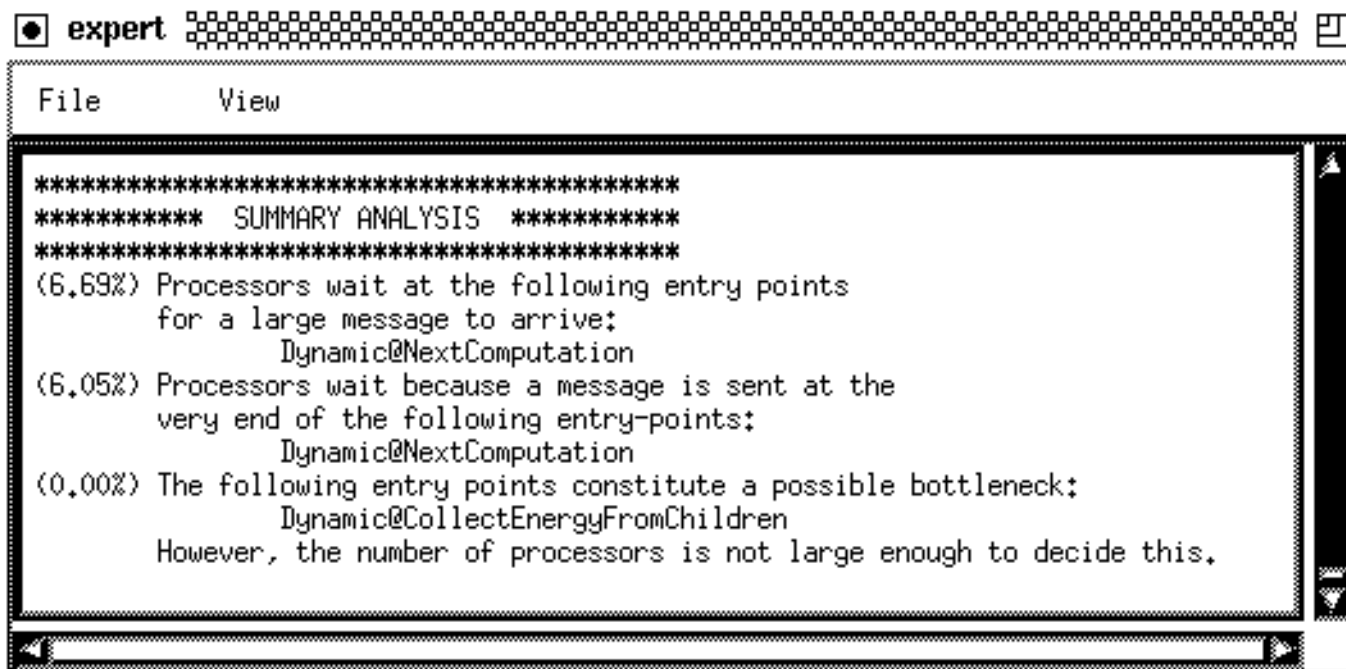 expert
File View
******************************************
*********** SUMMARY ANALYSIS ***********
******************************************
(6.69%) Processors wait at the following entry points
for a large message to arrive:
Dynamic@NextComputation
(6.05%) Processors wait because a message is sent at the
very end of the following entry-points:
Dynamic@NextComputation
(0.00%) The following entry points constitute a possible bottleneck:
Dynamic@CollectEnergyFromChildren
However, the number of processors is not large enough to decide this.